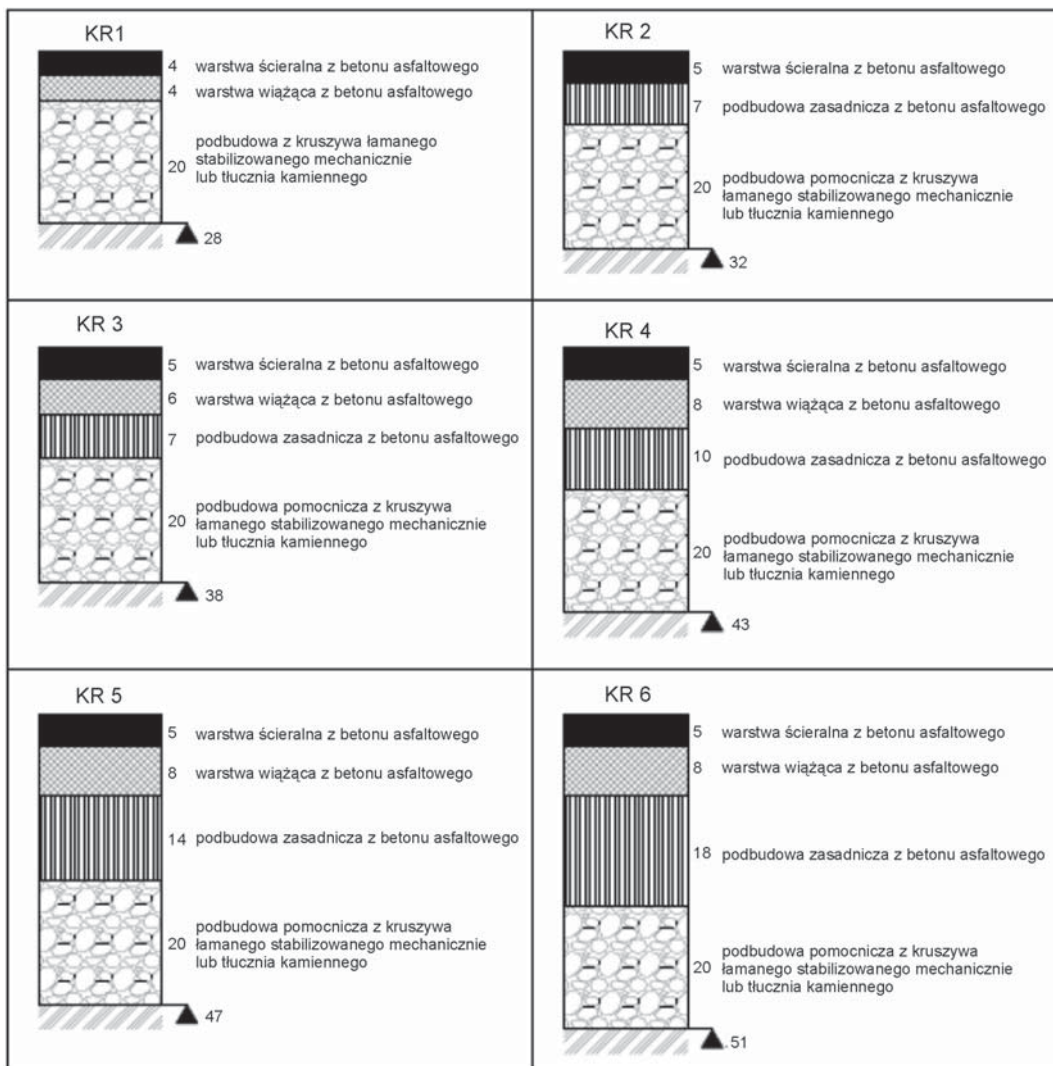 KR1
4 warstwa ścieralna z betonu asfaltowego
4 warstwa wiążąca z betonu asfaltowego
podbudowa z kruszywa łamanego
stabilizowanego mechanicznie
20 lub tłucznia kamiennego
28
KR 2
5 warstwa ścieralna z betonu asfaltowego
7 podbudowa zasadnicza z betonu asfaltowego
podbudowa pomocnicza z kruszywa
20 łamanego stabilizowanego mechanicznie
lub tłucznia kamiennego
32
KR 3
5 warstwa ścieralna z betonu asfaltowego
6 warstwa wiążąca z betonu asfaltowego
7 podbudowa zasadnicza z betonu asfaltowego
podbudowa pomocnicza z kruszywa
20 łamanego stabilizowanego mechanicznie
lub tłucznia kamiennego
38
KR 4
5 warstwa ścieralna z betonu asfaltowego
8 warstwa wiążąca z betonu asfaltowego
10 podbudowa zasadnicza z betonu asfaltowego
podbudowa pomocnicza z kruszywa
20 łamanego stabilizowanego mechanicznie
lub tłucznia kamiennego
43
KR 5
5 warstwa ścieralna z betonu asfaltowego
8 warstwa wiążąca z betonu asfaltowego
14 podbudowa zasadnicza z betonu asfaltowego
podbudowa pomocnicza z kruszywa
20 łamanego stabilizowanego mechanicznie
lub tłucznia kamiennego
47
KR 6
5 warstwa ścieralna z betonu asfaltowego
8 warstwa wiążąca z betonu asfaltowego
18 podbudowa zasadnicza z betonu asfaltowego
podbudowa pomocnicza z kruszywa
20 łamanego stabilizowanego mechanicznie
lub tłucznia kamiennego
51